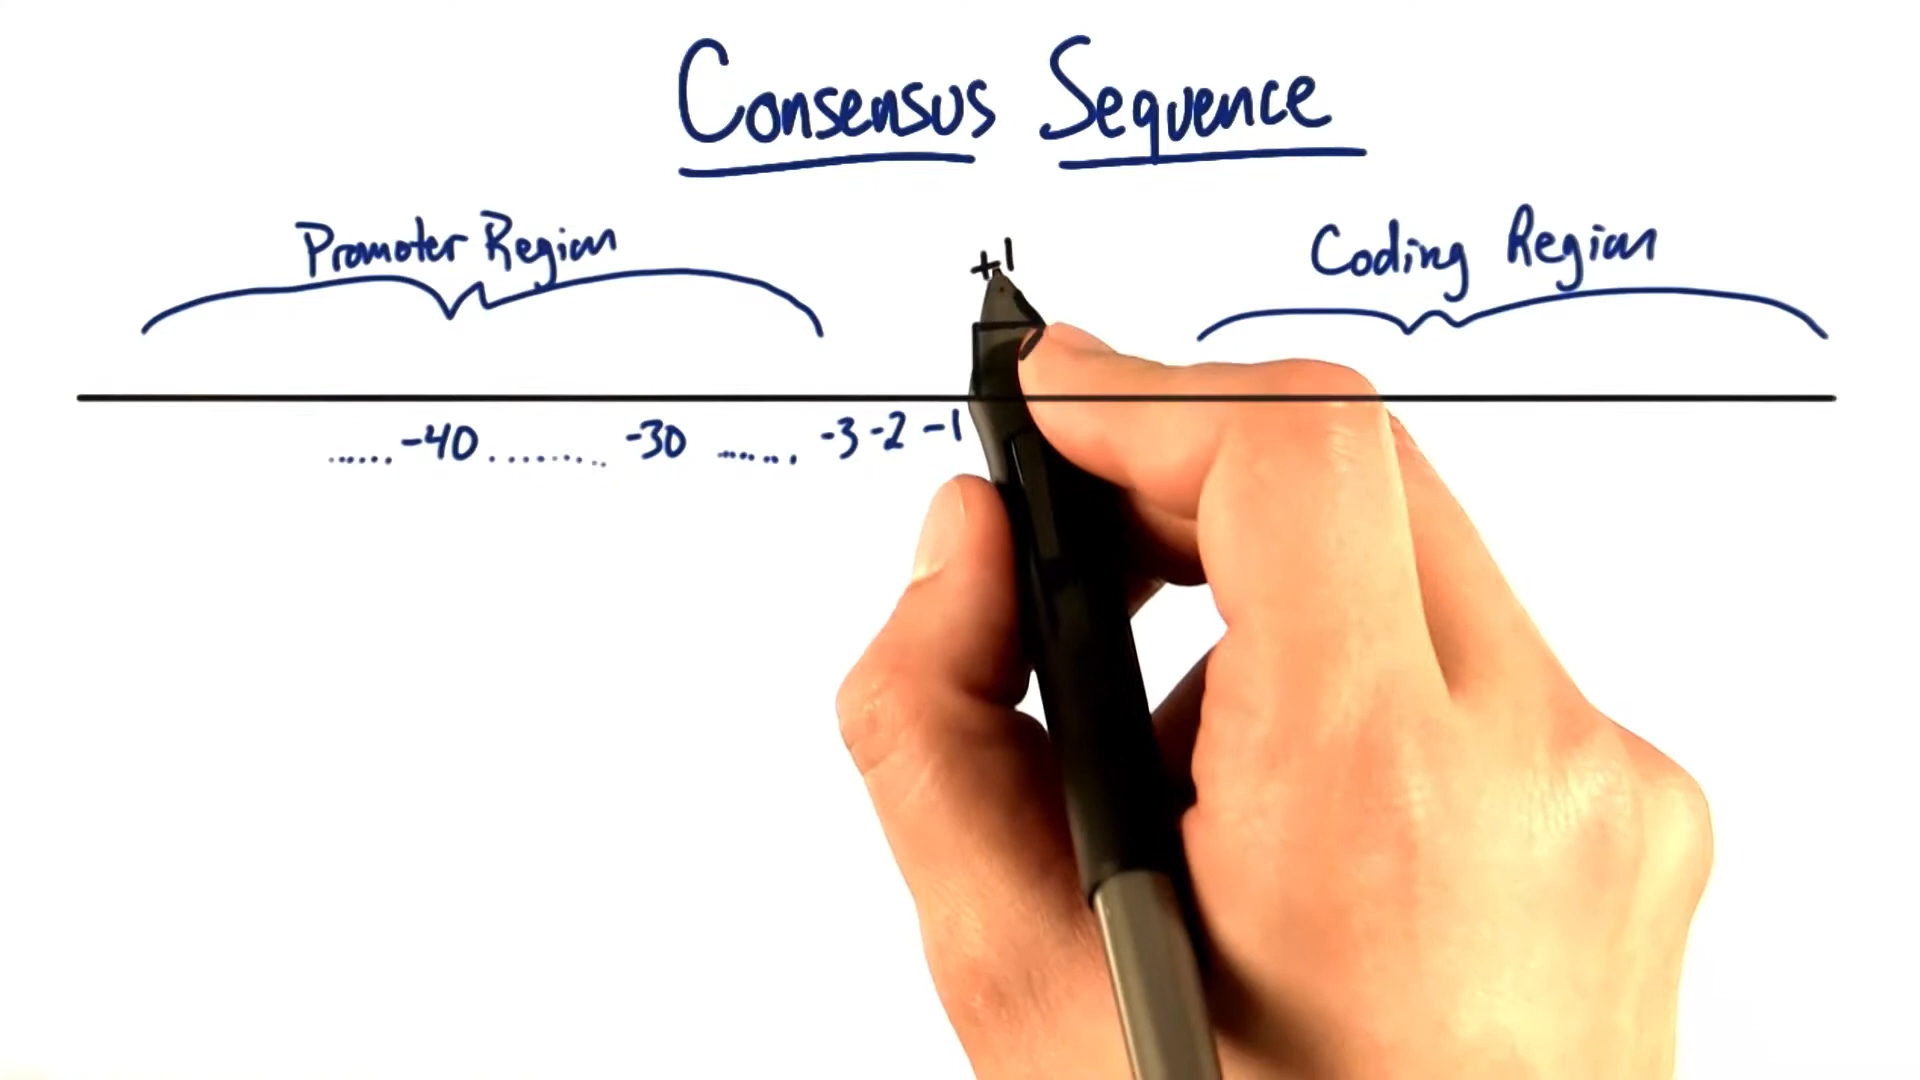 Consensus Sequence
Promoter Region
+1
Coding Region
......-40.........-30.......-3 -2 -1